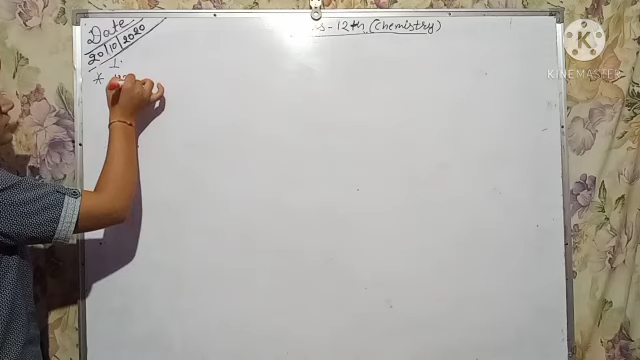 Date
20/10/2020
s-12th (Chemistry)
1.
*
KINEMASTER